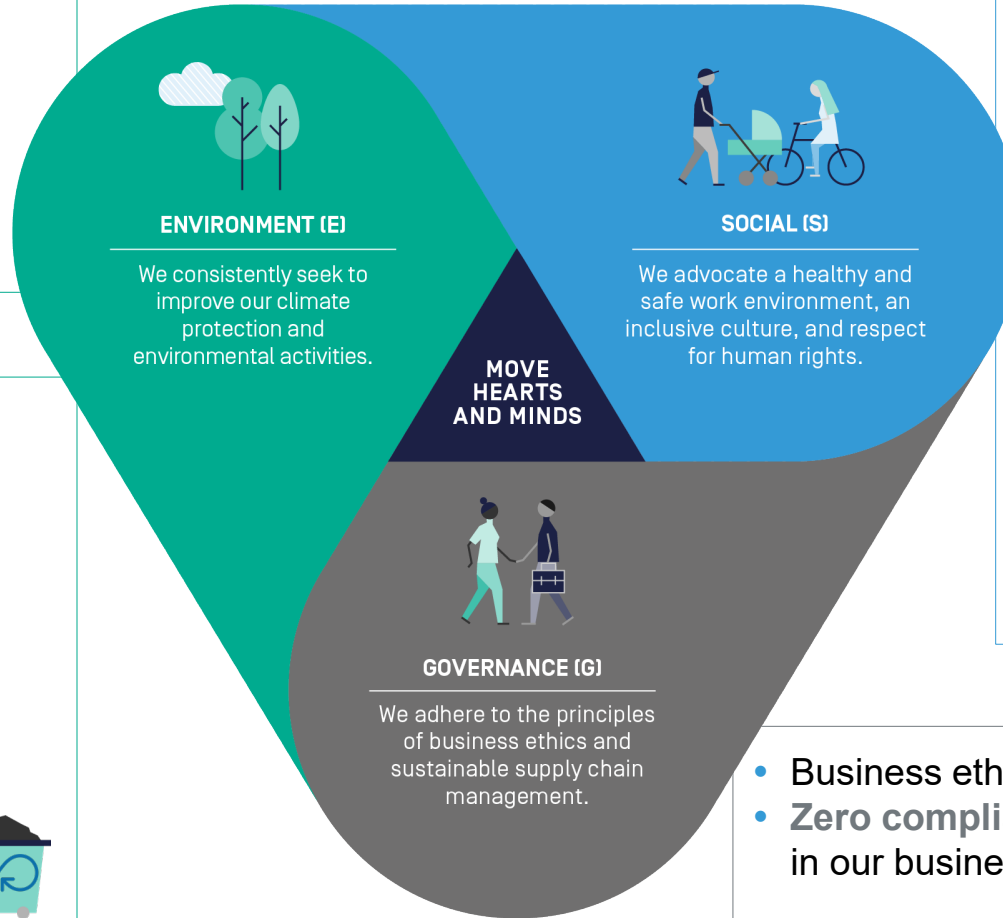 ENVIRONMENT (E)
We consistently seek to
improve our climate
protection and
environmental activities.
SOCIAL (S)
We advocate a healthy and
safe work environment, an
inclusive culture, and respect
for human rights.
MOVE
HEARTS
AND MINDS
GOVERNANCE (G)
We adhere to the principles
of business ethics and
sustainable supply chain
management.
• Business eth
• Zero compli
in our busine